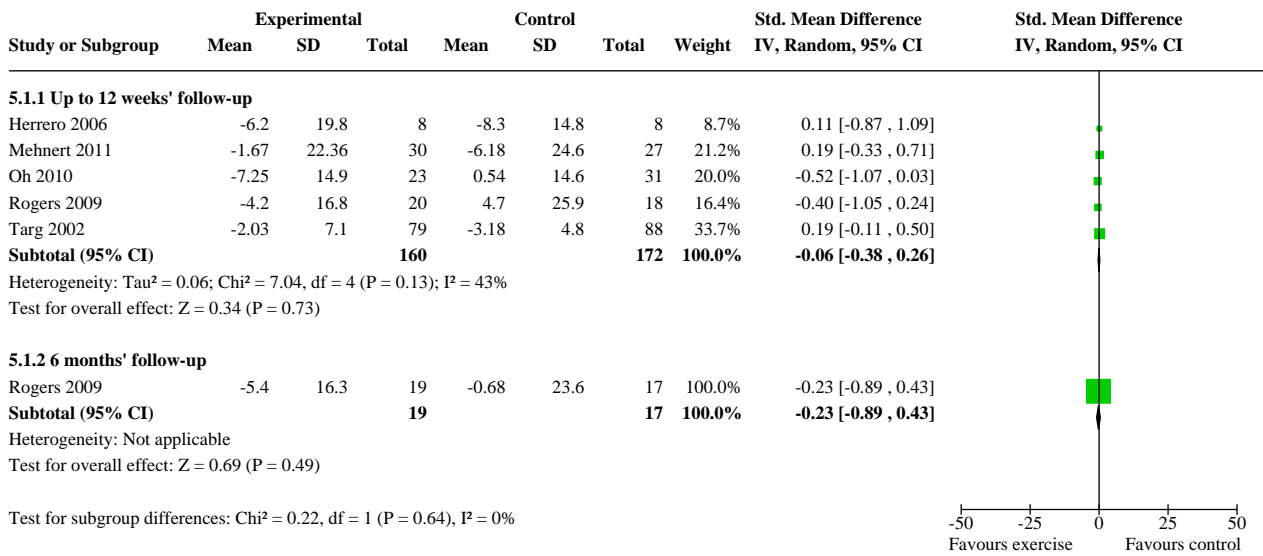 Experimental Control Std. Mean Difference Std. Mean Difference
Study or Subgroup Mean SD Total Mean SD Total Weight IV, Random, 95% CI IV, Random, 95% CI
5.1.1 Up to 12 weeks' follow-up
Herrero 2006 -6.2 19.8 8 -8.3 14.8 8 8.7% 0.11 [-0.87 , 1.09]
Mehnert 2011 -1.67 22.36 30 -6.18 24.6 27 21.2% 0.19 [-0.33 , 0.71]
Oh 2010 -7.25 14.9 23 0.54 14.6 31 20.0% -0.52 [-1.07 , 0.03]
Rogers 2009 -4.2 16.8 20 4.7 25.9 18 16.4% -0.40 [-1.05 , 0.24]
Targ 2002 -2.03 7.1 79 -3.18 4.8 88 33.7% 0.19 [-0.11 , 0.50]
Subtotal (95% CI) 160 172 100.0% -0.06 [-0.38 , 0.26]
Heterogeneity: Tau² = 0.06; Chi² = 7.04, df = 4 (P = 0.13); I² = 43%
Test for overall effect: Z = 0.34 (P = 0.73)
5.1.2 6 months' follow-up
Rogers 2009 -5.4 16.3 19 -0.68 23.6 17 100.0% -0.23 [-0.89 , 0.43]
Subtotal (95% CI) 19 17 100.0% -0.23 [-0.89 , 0.43]
Heterogeneity: Not applicable
Test for overall effect: Z = 0.69 (P = 0.49)
Test for subgroup differences: Chi² = 0.22, df = 1 (P = 0.64), I² = 0%
-50 -25 0 25 50
Favours exercise Favours control